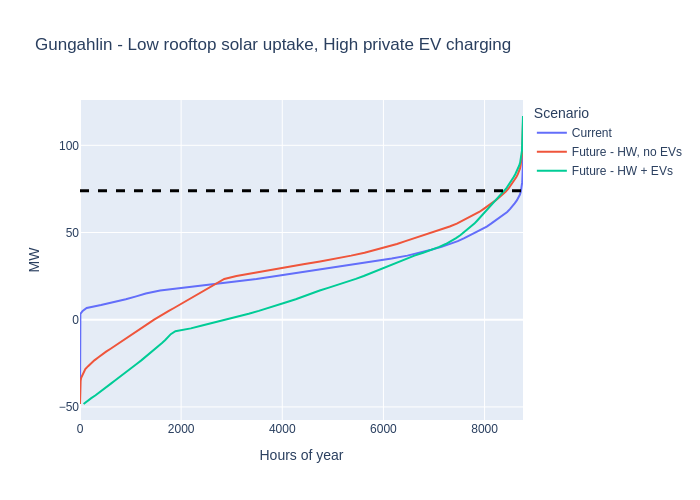 Gungahlin - Low rooftop solar uptake, High private EV charging
Scenario
Current
Future - HW, no EVs
Future - HW + EVs
MW
100
50
0
−50
0
2000
4000
6000
8000
Hours of year